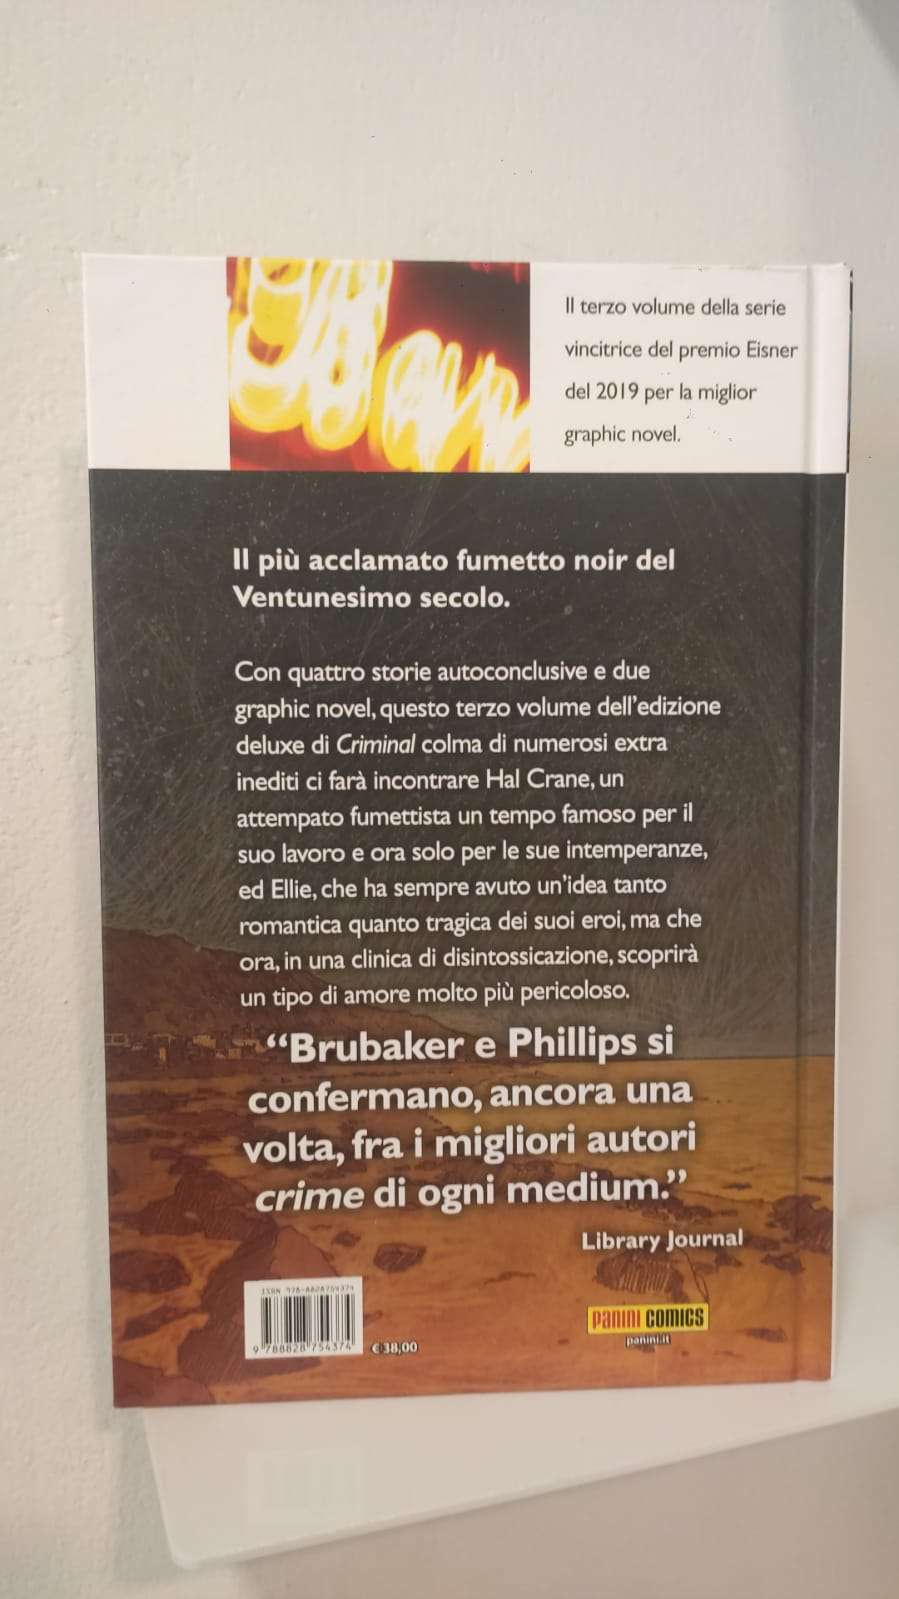 Il terzo volume della serie
vincitrice del premio Eisner
del 2019 per la miglior
graphic novel.
Il più acclamato fumetto noir del
Ventunesimo secolo.
Con quattro storie autoconclusive e due
graphic novel, questo terzo volume dell'edizione
deluxe di Criminal colma di numerosi extra
inediti ci farà incontrare Hal Crane, un
attempato fumettista un tempo famoso per il
suo lavoro e ora solo per le sue intemperanze,
ed Ellie, che ha sempre avuto un'idea tanto
romantica quanto tragica dei suoi eroi, ma che
ora, in una clinica di disintossicazione, scoprirà
un tipo di amore molto più pericoloso.
“Brubaker e Phillips si
confermano, ancora una
volta, fra i migliori autori
crime di ogni medium.”
Library Journal
ISBN 978-8828754374
9 788828 754374
€ 38,00
PANINI COMICS
panini.it